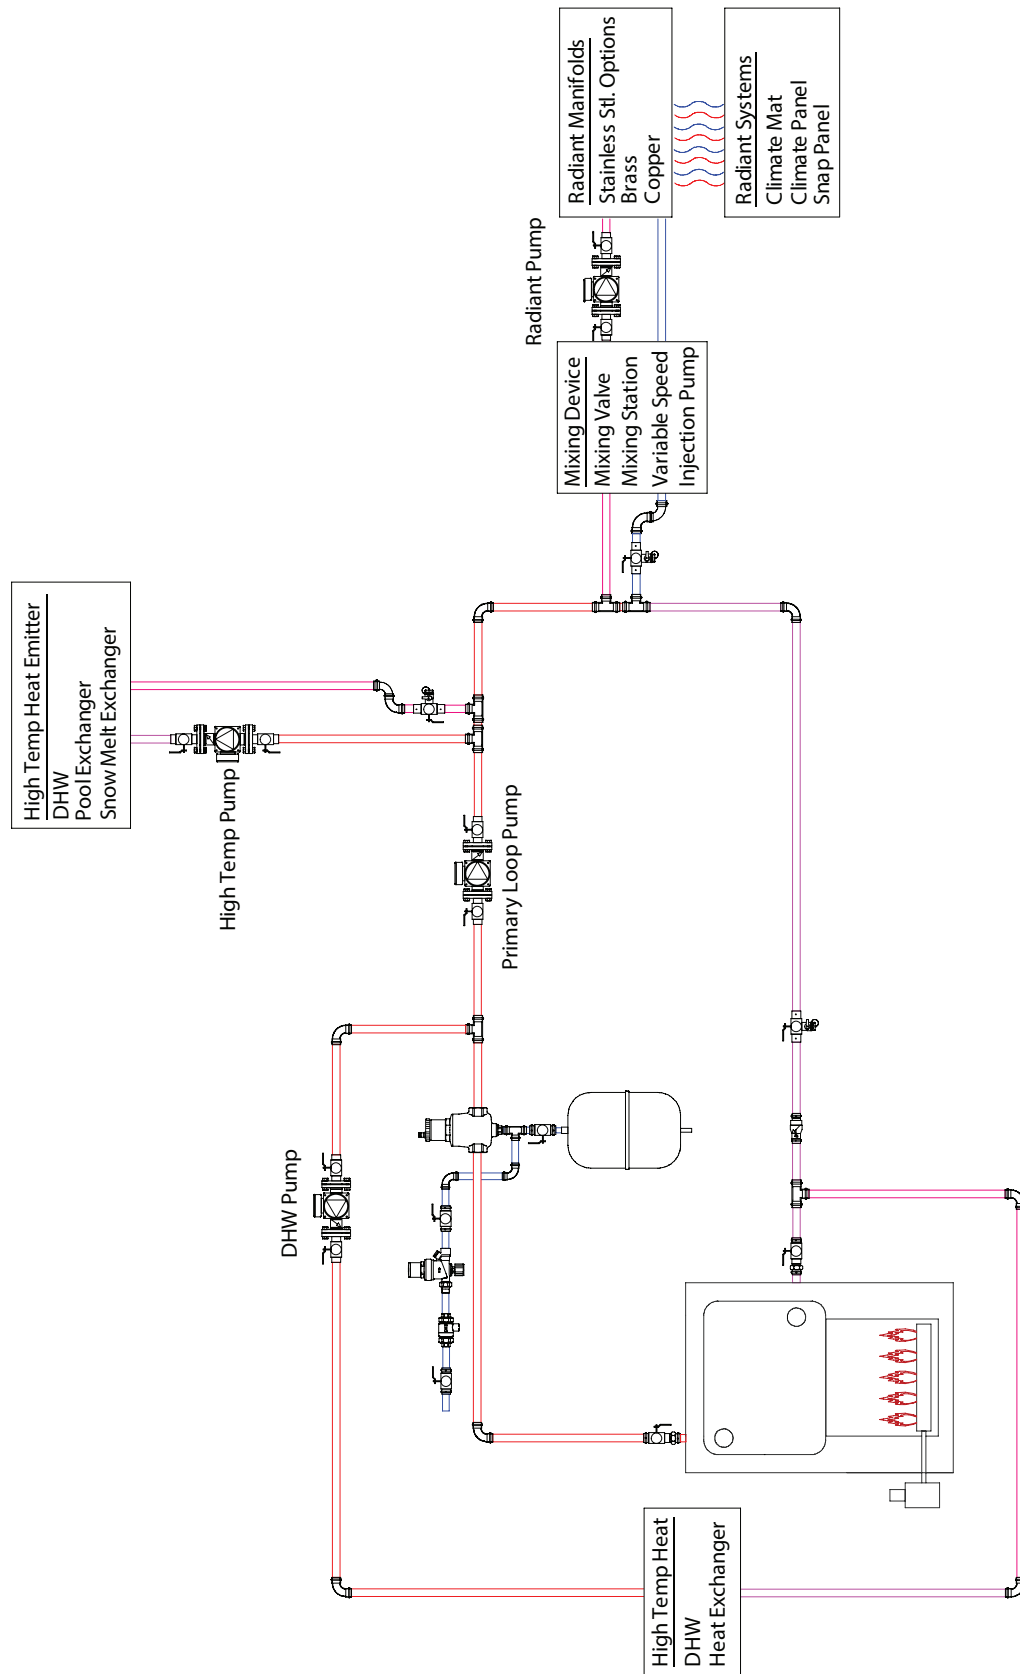 High Temp Heat
DHW
Heat Exchanger
DHW Pump
High Temp Heat Emitter
DHW
Pool Exchanger
Snow Melt Exchanger
High Temp Pump
Primary Loop Pump
Mixing Device
Mixing Valve
Mixing Station
Variable Speed
Injection Pump
Radiant Pump
Radiant Manifolds
Stainless Stl. Options
Brass
Copper
Radiant Systems
Climate Mat
Climate Panel
Snap Panel